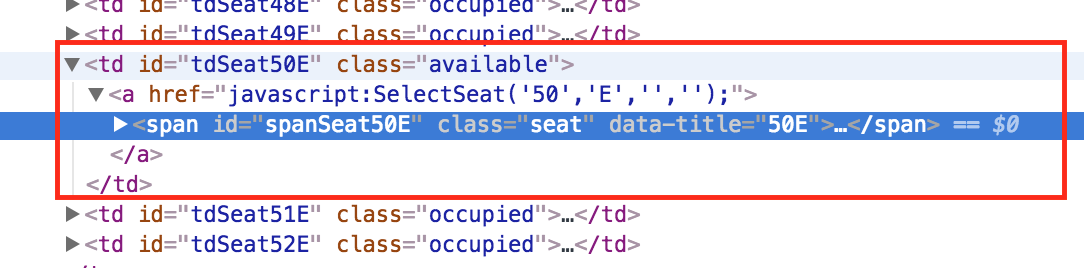 ▶<td id="tdSeat48E" class="occupied">…</td>
▶<td id="tdSeat49E" class="occupied">…</td>
▼<td id="tdSeat50E" class="available">
▼<a href="javascript:SelectSeat('50','E','','');">
▶<span id="spanSeat50E" class="seat" data-title="50E">…</span> == $0
</a>
</td>
▶<td id="tdSeat51E" class="occupied">…</td>
▶<td id="tdSeat52E" class="occupied">…</td>